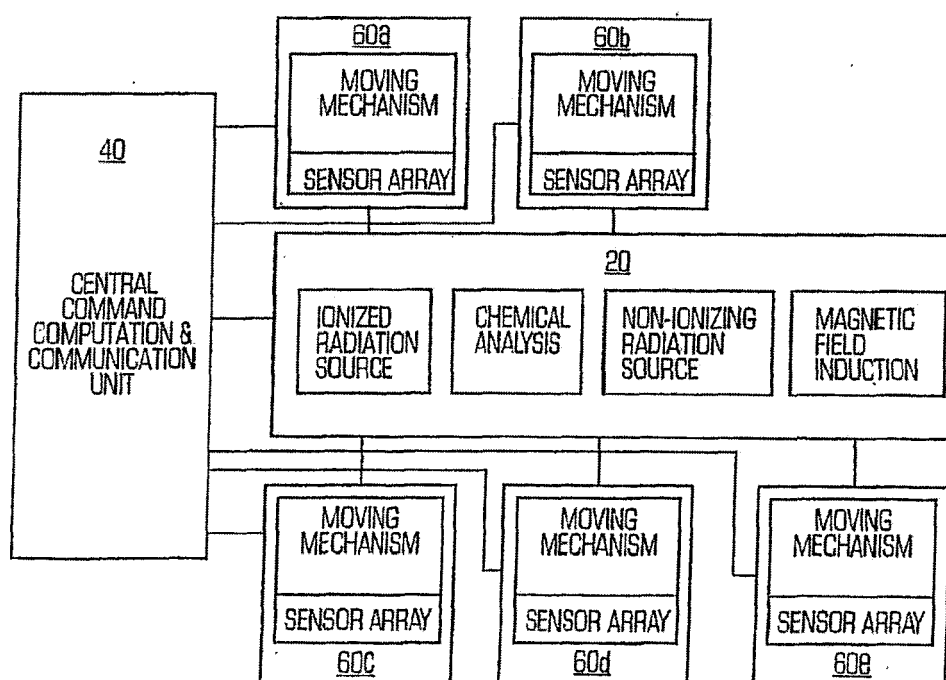 60a
MOVING
MECHANISM
SENSOR ARRAY
60b
MOVING
MECHANISM
SENSOR ARRAY
40
CENTRAL
COMMAND
COMPUTATION &
COMMUNICATION
UNIT
20
IONIZED
RADIATION
SOURCE
CHEMICAL
ANALYSIS
NON-IONIZING
RADIATION
SOURCE
MAGNETIC
FIELD
INDUCTION
MOVING
MECHANISM
SENSOR ARRAY
60c
MOVING
MECHANISM
SENSOR ARRAY
60d
MOVING
MECHANISM
SENSOR ARRAY
60e